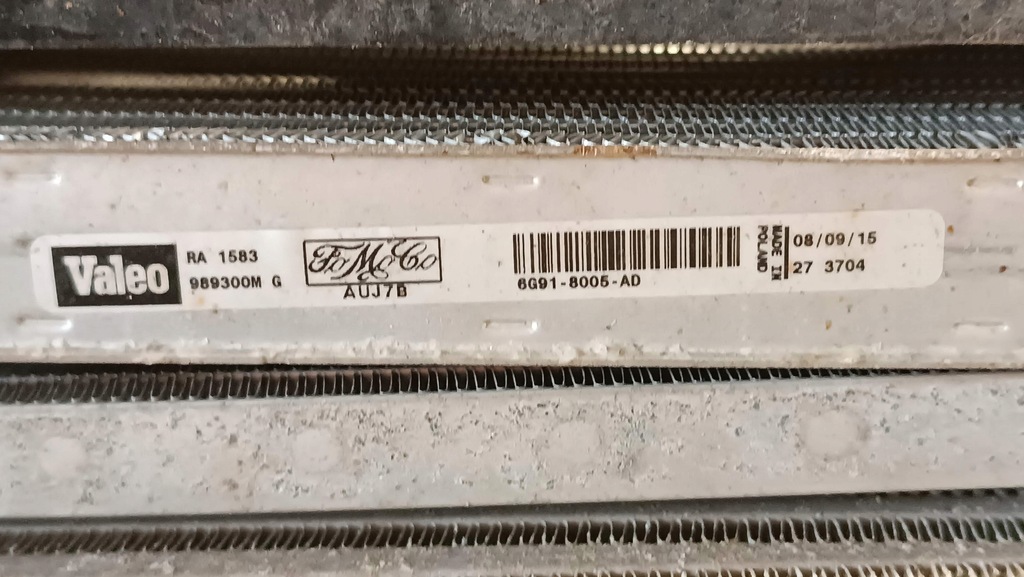 Valeo
RA 1583
989300M G
FoMoCo
AUJ7B
6G91-8005-AD
MADE IN
POLAND
08/09/15
27 3704